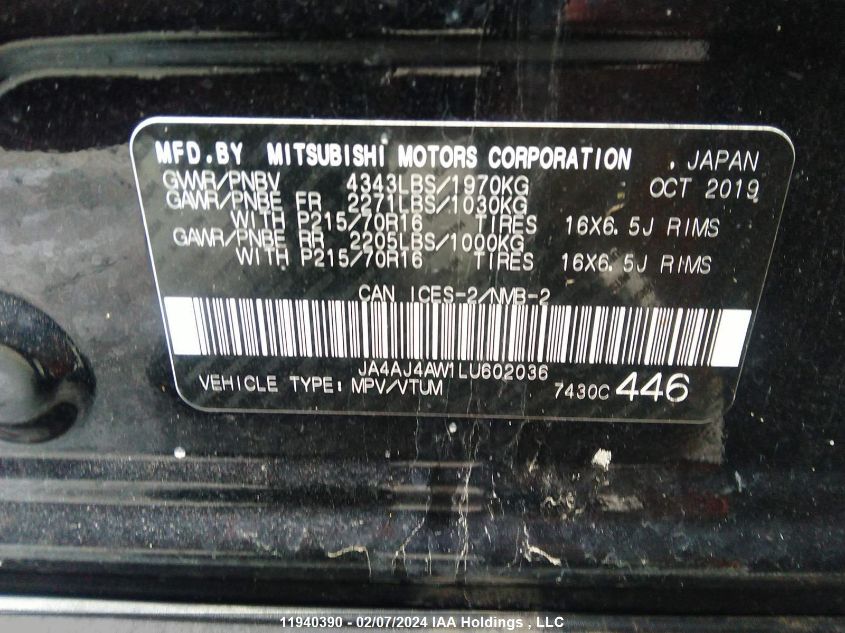 MFD.BY MITSUBISHI MOTORS CORPORATION , JAPAN
GVWR/PNBV 4343LBS/1970KG OCT 2019
GAWR/PNBE FR 2271LBS/1030KG
WITH P215/70R16 TIRES 16X6.5J RIMS
GAWR/PNBE RR 2205LBS/1000KG
WITH P215/70R16 TIRES 16X6.5J RIMS
CAN ICES-2/NMB-2
JA4AJ4AW1LU602036
VEHICLE TYPE: MPV/VTUM 7430C 446
11940390 - 02/07/2024 IAA Holdings , LLC